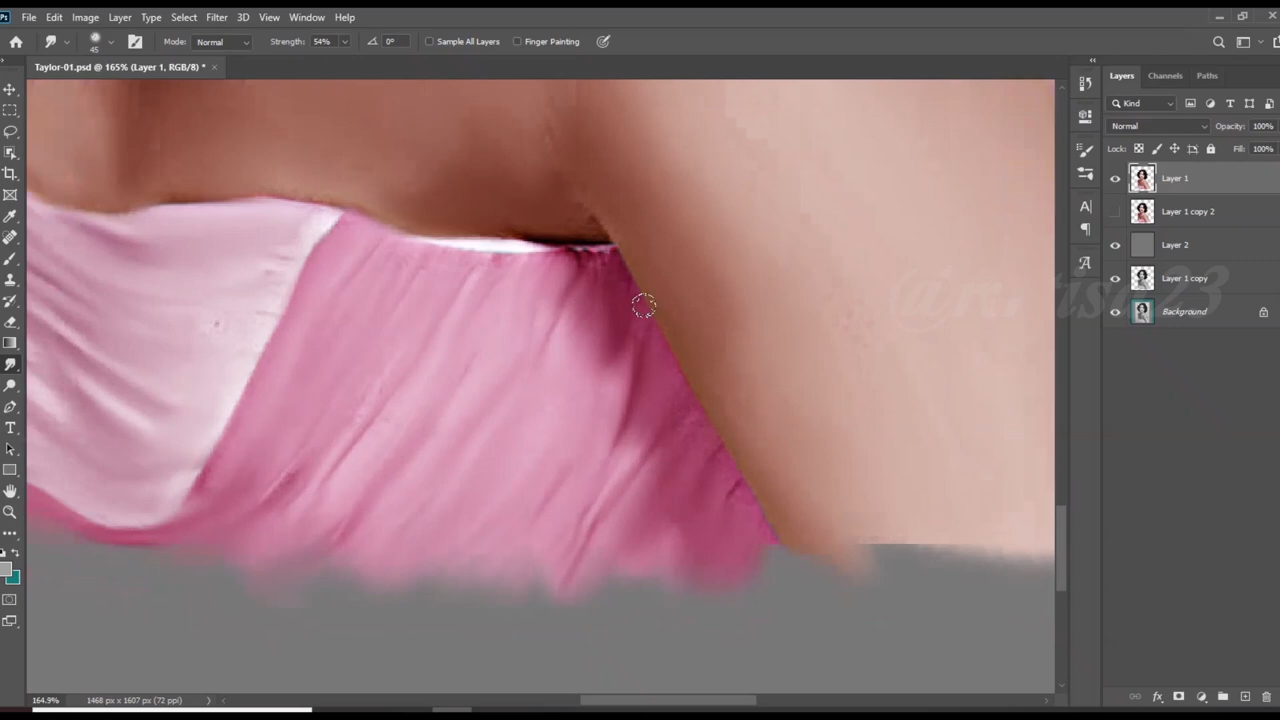 Ps File Edit Image Layer Type Select Filter 3D View Window Help
45 Mode: Normal Strength: 54% 0° Sample All Layers Finger Painting
Taylor-01.psd @ 165% (Layer 1, RGB/8) * ×
Layers Channels Paths
Kind
Normal Opacity: 100%
Lock: Fill: 100%
Layer 1
Layer 1 copy 2
Layer 2
Layer 1 copy
Background
164.9% 1468 px x 1607 px (72 ppi)